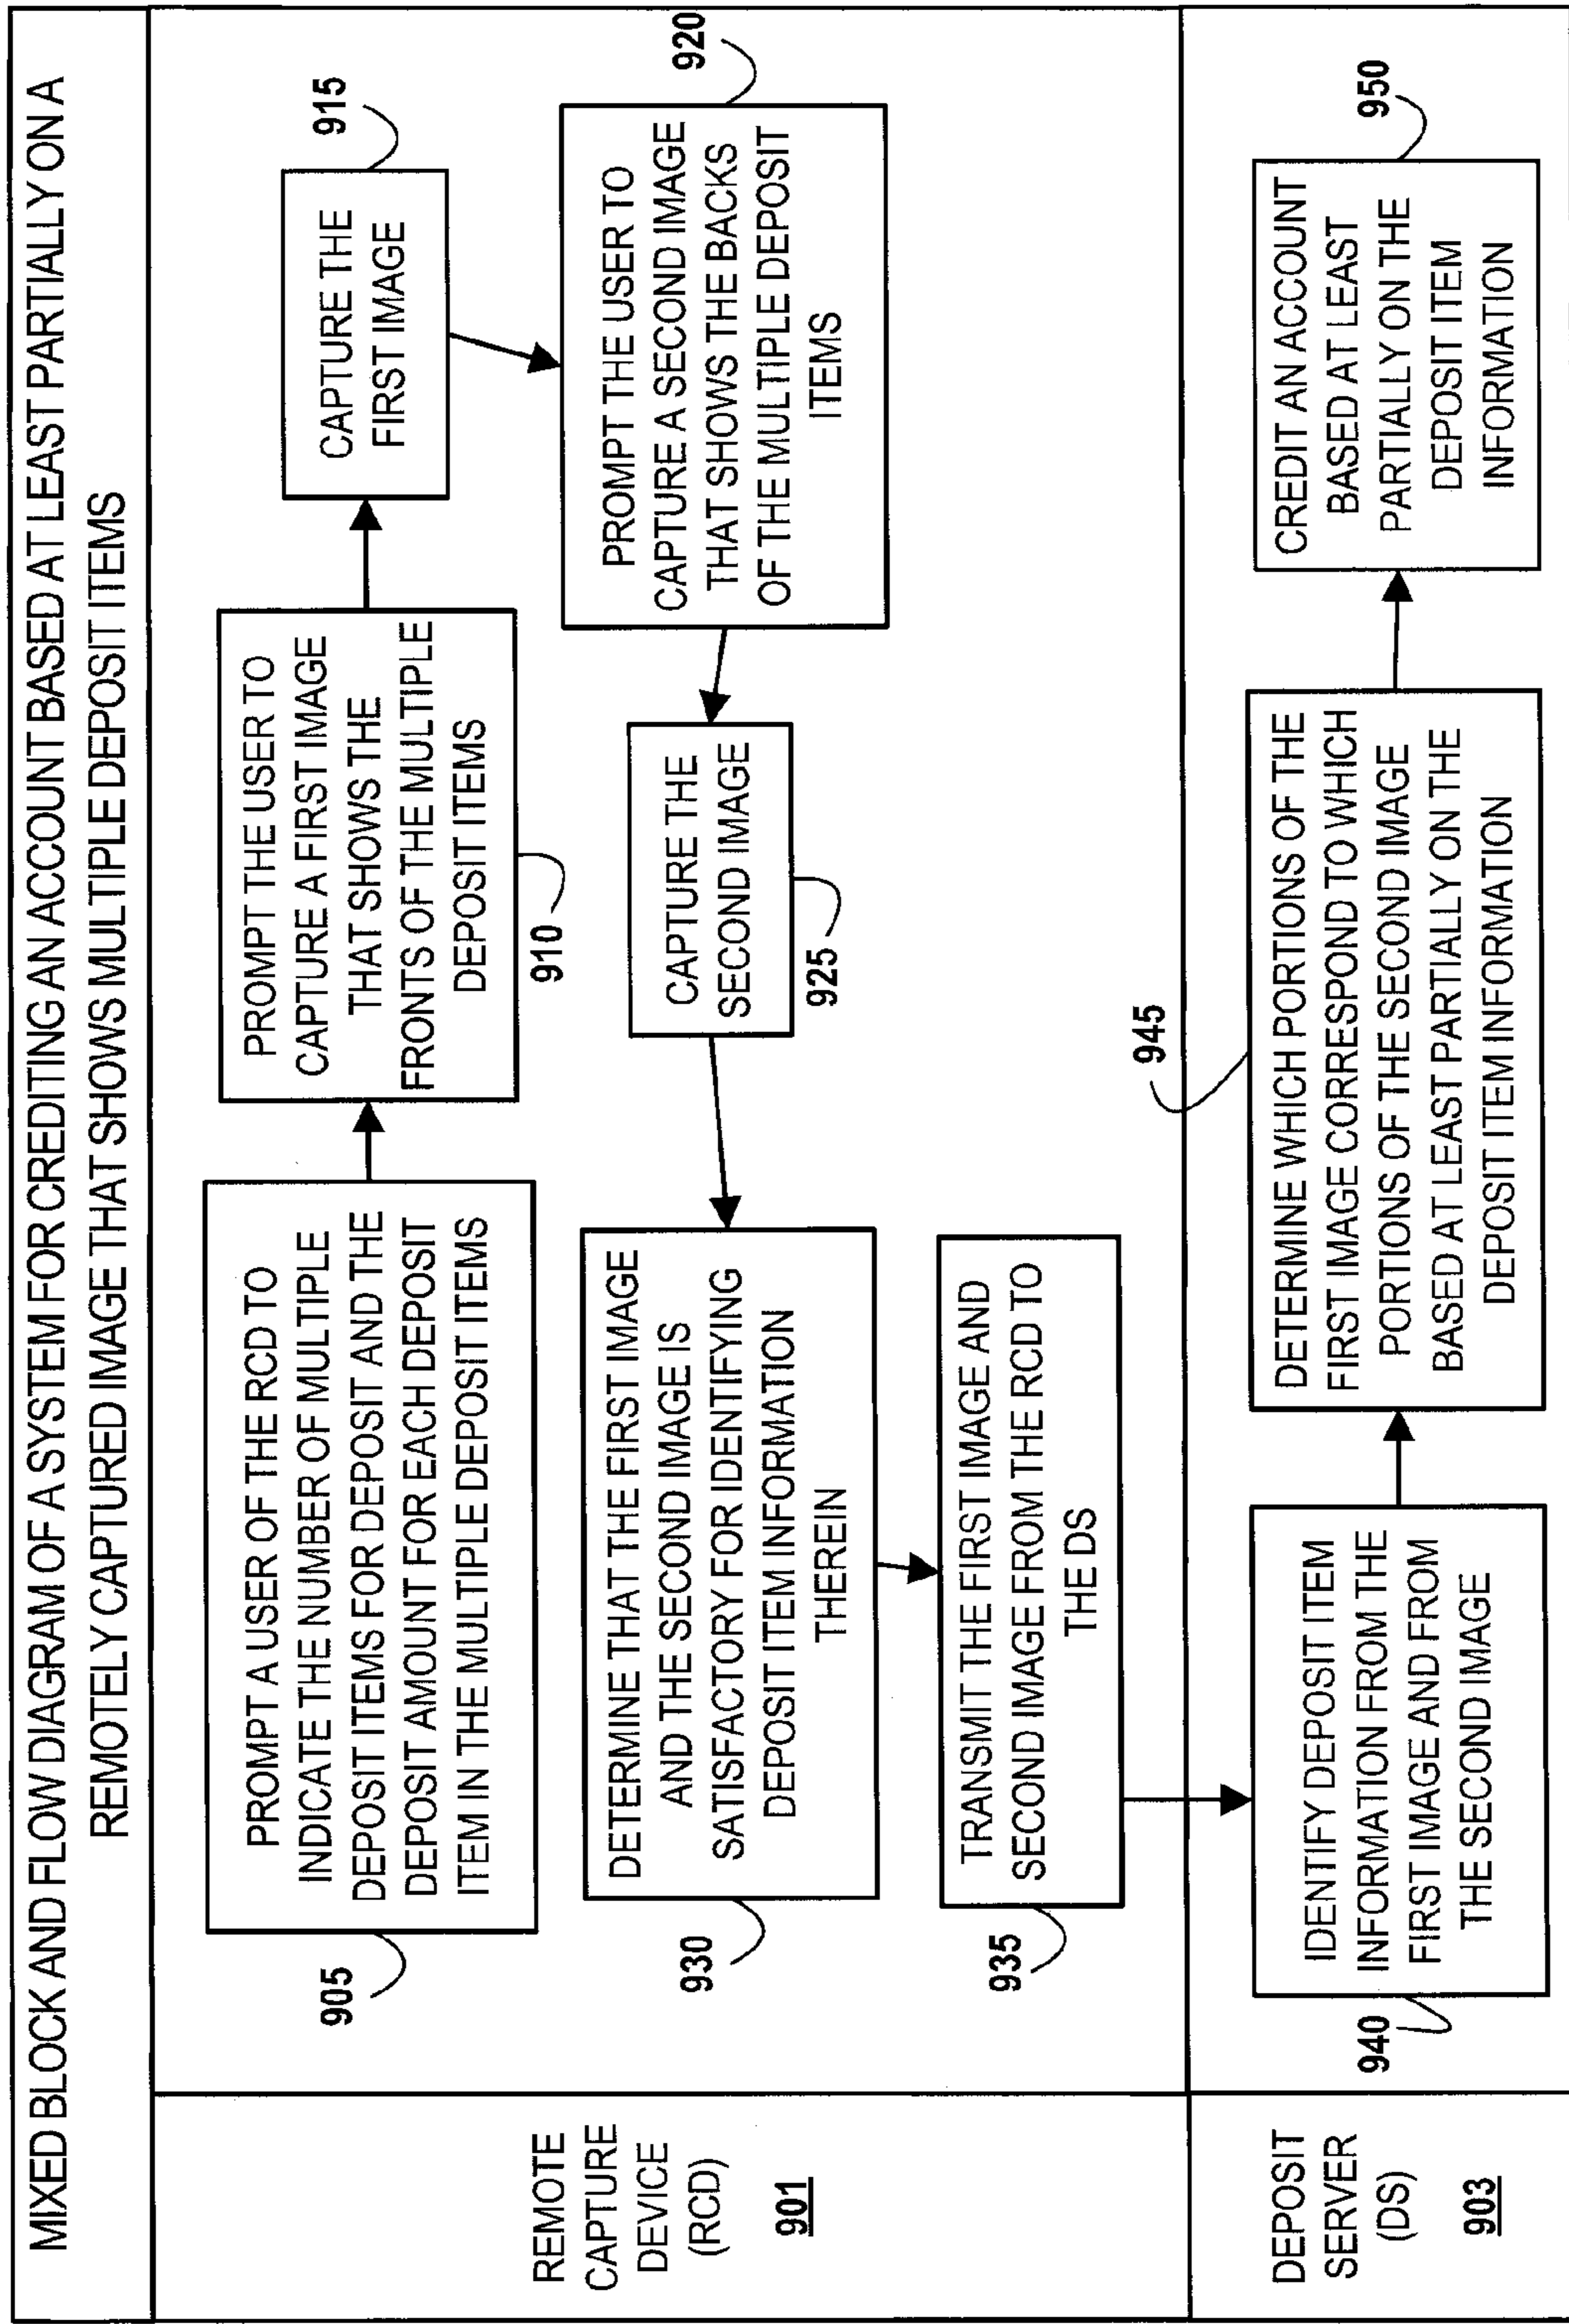 MIXED BLOCK AND FLOW DIAGRAM OF A SYSTEM FOR CREDITING AN ACCOUNT BASED AT LEAST PARTIALLY ON A
REMOTELY CAPTURED IMAGE THAT SHOWS MULTIPLE DEPOSIT ITEMS
REMOTE
CAPTURE
DEVICE
(RCD)
901
905
PROMPT A USER OF THE RCD TO
INDICATE THE NUMBER OF MULTIPLE
DEPOSIT ITEMS FOR DEPOSIT AND THE
DEPOSIT AMOUNT FOR EACH DEPOSIT
ITEM IN THE MULTIPLE DEPOSIT ITEMS
PROMPT THE USER TO
CAPTURE A FIRST IMAGE
THAT SHOWS THE
FRONTS OF THE MULTIPLE
DEPOSIT ITEMS
910
915
CAPTURE THE
FIRST IMAGE
920
PROMPT THE USER TO
CAPTURE A SECOND IMAGE
THAT SHOWS THE BACKS
OF THE MULTIPLE DEPOSIT
ITEMS
CAPTURE THE
SECOND IMAGE
925
DETERMINE THAT THE FIRST IMAGE
AND THE SECOND IMAGE IS
SATISFACTORY FOR IDENTIFYING
DEPOSIT ITEM INFORMATION
THEREIN
930
TRANSMIT THE FIRST IMAGE AND
SECOND IMAGE FROM THE RCD TO
THE DS
935
DEPOSIT
SERVER
(DS)
903
940
IDENTIFY DEPOSIT ITEM
INFORMATION FROM THE
FIRST IMAGE AND FROM
THE SECOND IMAGE
945
DETERMINE WHICH PORTIONS OF THE
FIRST IMAGE CORRESPOND TO WHICH
PORTIONS OF THE SECOND IMAGE
BASED AT LEAST PARTIALLY ON THE
DEPOSIT ITEM INFORMATION
950
CREDIT AN ACCOUNT
BASED AT LEAST
PARTIALLY ON THE
DEPOSIT ITEM
INFORMATION